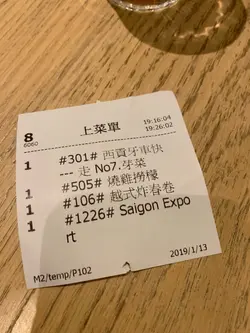 8 上菜單 19:16:04
6060 19:26:02
1 #301# 西貢牙車快
--- 走 No7.芽菜
1 #505# 燒雞撈檬
1 #106# 越式炸春卷
1 #1226# Saigon Expo
rt
2019/1/13
M2/temp/P102